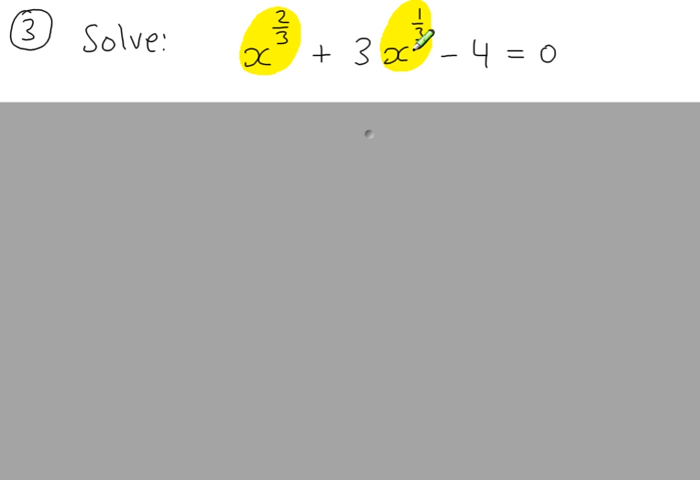 ③ Solve: x^(2/3) + 3x^(1/3) - 4 = 0